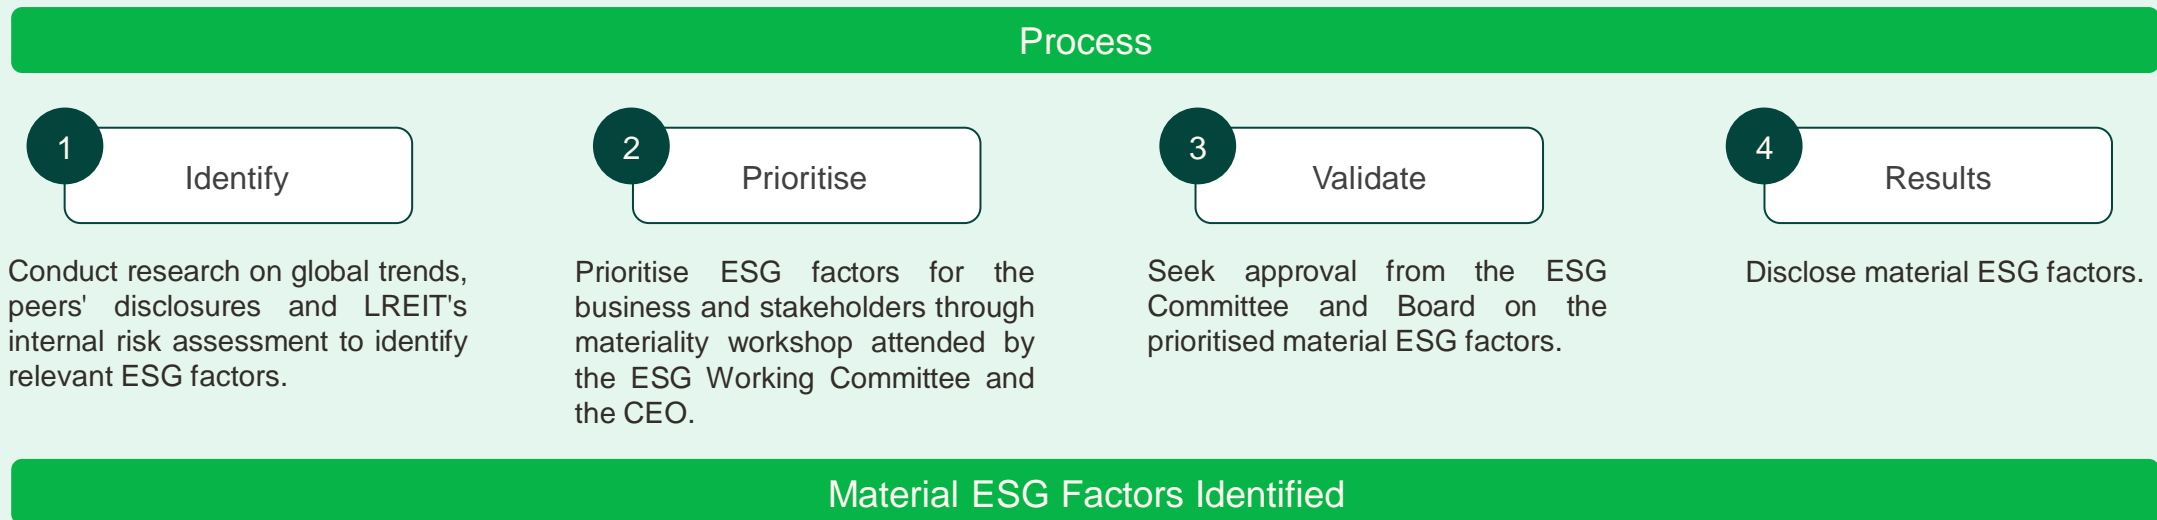 Process
1
Identify
Conduct research on global trends,
peers' disclosures and LREIT's
internal risk assessment to identify
relevant ESG factors.
2
Prioritise
Prioritise ESG factors for the
business and stakeholders through
materiality workshop attended by
the ESG Working Committee and
the CEO.
3
Validate
Seek approval from the ESG
Committee and Board on the
prioritised material ESG factors.
4
Results
Disclose material ESG factors.
Material ESG Factors Identified